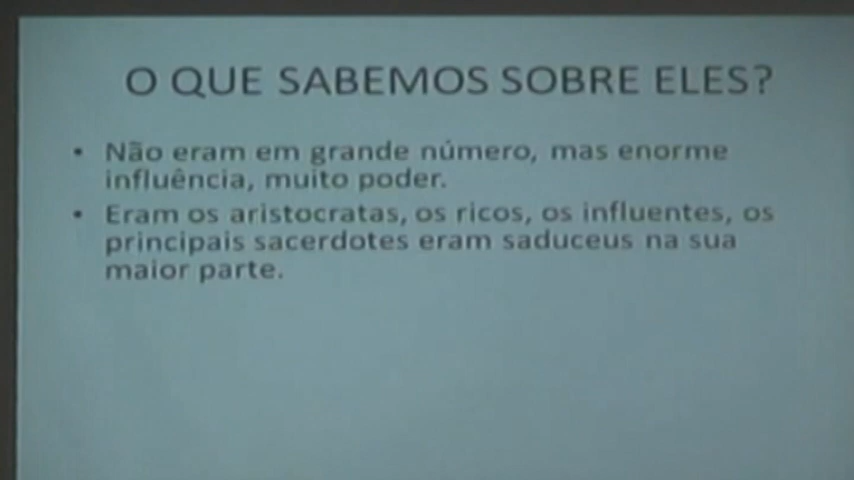 O QUE SABEMOS SOBRE ELES?
• Não eram em grande número, mas enorme
influência, muito poder.
• Eram os aristocratas, os ricos, os influentes, os
principais sacerdotes eram saduceus na sua
maior parte.